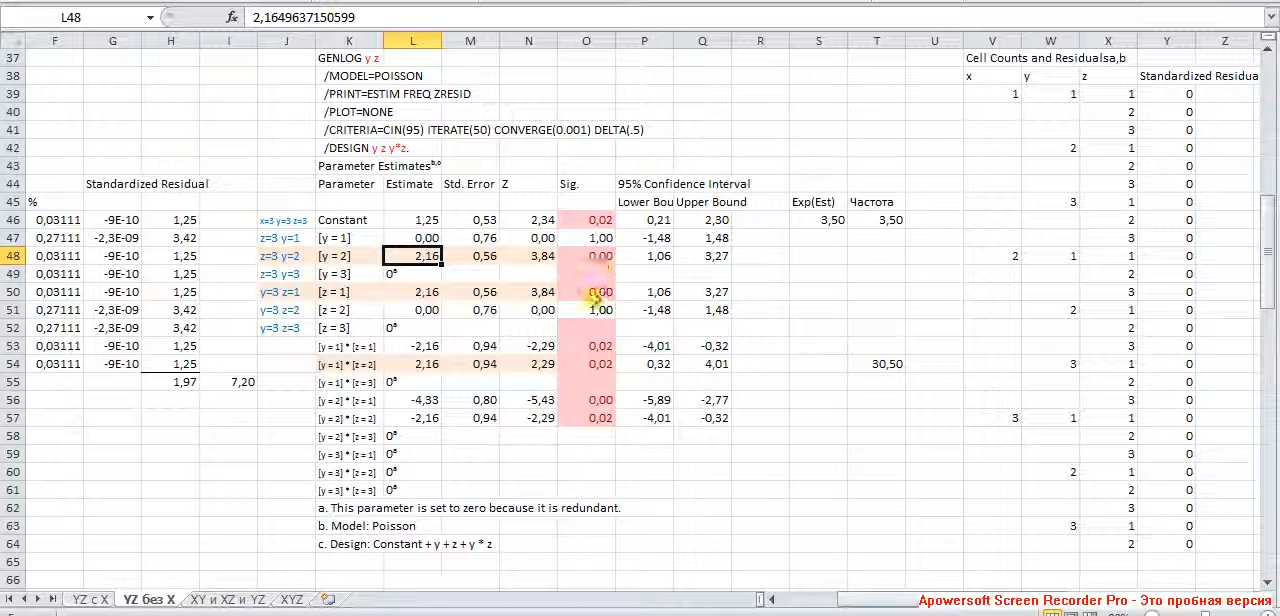 L48 fx 2,1649637150599
F G H I J K L M N O P Q R S T U V W X Y Z
37 GENLOG y z Cell Counts and Residualsa,b
38 /MODEL=POISSON x y z Standardized Residua
39 /PRINT=ESTIM FREQ ZRESID 1 1 1 0
40 /PLOT=NONE 2 0
41 /CRITERIA=CIN(95) ITERATE(50) CONVERGE(0.001) DELTA(.5) 3 0
42 /DESIGN y z y*z. 2 1 0
43 Parameter Estimatesb,c 2 0
44 Standardized Residual Parameter Estimate Std. Error Z Sig. 95% Confidence Interval 3 0
45 % Lower Bou Upper Bound Exp(Est) Частота 3 1 0
46 0,03111 -9E-10 1,25 x=3 y=3 z=3 Constant 1,25 0,53 2,34 0,02 0,21 2,30 3,50 3,50 2 0
47 0,27111 -2,3E-09 3,42 z=3 y=1 [y = 1] 0,00 0,76 0,00 1,00 -1,48 1,48 3 0
48 0,03111 -9E-10 1,25 z=3 y=2 [y = 2] 2,16 0,56 3,84 0,00 1,06 3,27 2 1 1 0
49 0,03111 -9E-10 1,25 z=3 y=3 [y = 3] 0a 2 0
50 0,03111 -9E-10 1,25 y=3 z=1 [z = 1] 2,16 0,56 3,84 0,00 1,06 3,27 3 0
51 0,27111 -2,3E-09 3,42 y=3 z=2 [z = 2] 0,00 0,76 0,00 1,00 -1,48 1,48 2 1 0
52 0,27111 -2,3E-09 3,42 y=3 z=3 [z = 3] 0a 2 0
53 0,03111 -9E-10 1,25 [y = 1] * [z = 1] -2,16 0,94 -2,29 0,02 -4,01 -0,32 3 0
54 0,03111 -9E-10 1,25 [y = 1] * [z = 2] 2,16 0,94 2,29 0,02 0,32 4,01 30,50 3 1 0
55 1,97 7,20 [y = 1] * [z = 3] 0a 2 0
56 [y = 2] * [z = 1] -4,33 0,80 -5,43 0,00 -5,89 -2,77 3 0
57 [y = 2] * [z = 2] -2,16 0,94 -2,29 0,02 -4,01 -0,32 3 1 1 0
58 [y = 2] * [z = 3] 0a 2 0
59 [y = 3] * [z = 1] 0a 3 0
60 [y = 3] * [z = 2] 0a 2 1 0
61 [y = 3] * [z = 3] 0a 2 0
62 a. This parameter is set to zero because it is redundant. 3 0
63 b. Model: Poisson 3 1 0
64 c. Design: Constant + y + z + y * z 2 0
65
66
YZ с X YZ без X XY и XZ и YZ XYZ
Apowersoft Screen Recorder Pro - Это пробная версия